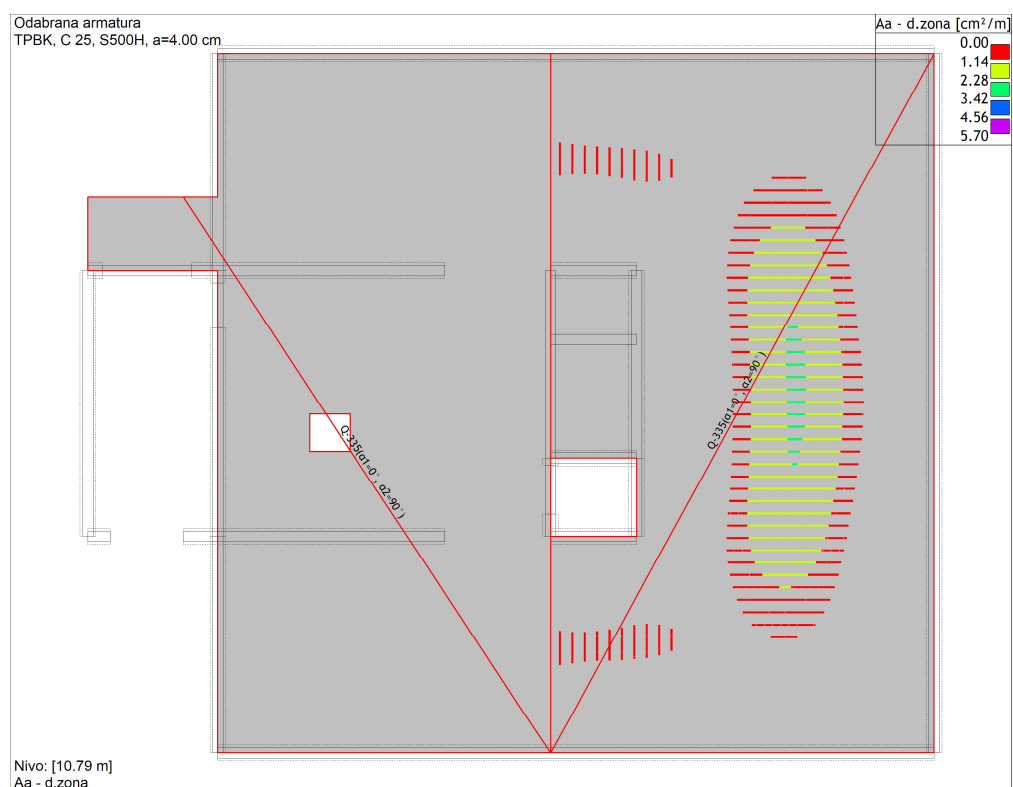 Odabrana armatura
TPBK, C 25, S500H, a=4.00 cm
Aa - d.zona [cm²/m]
0.00
1.14
2.28
3.42
4.56
5.70
Q-335(α1=0°, α2=90°)
Q-335(α1=0°, α2=90°)
Nivo: [10.79 m]
Aa - d.zona